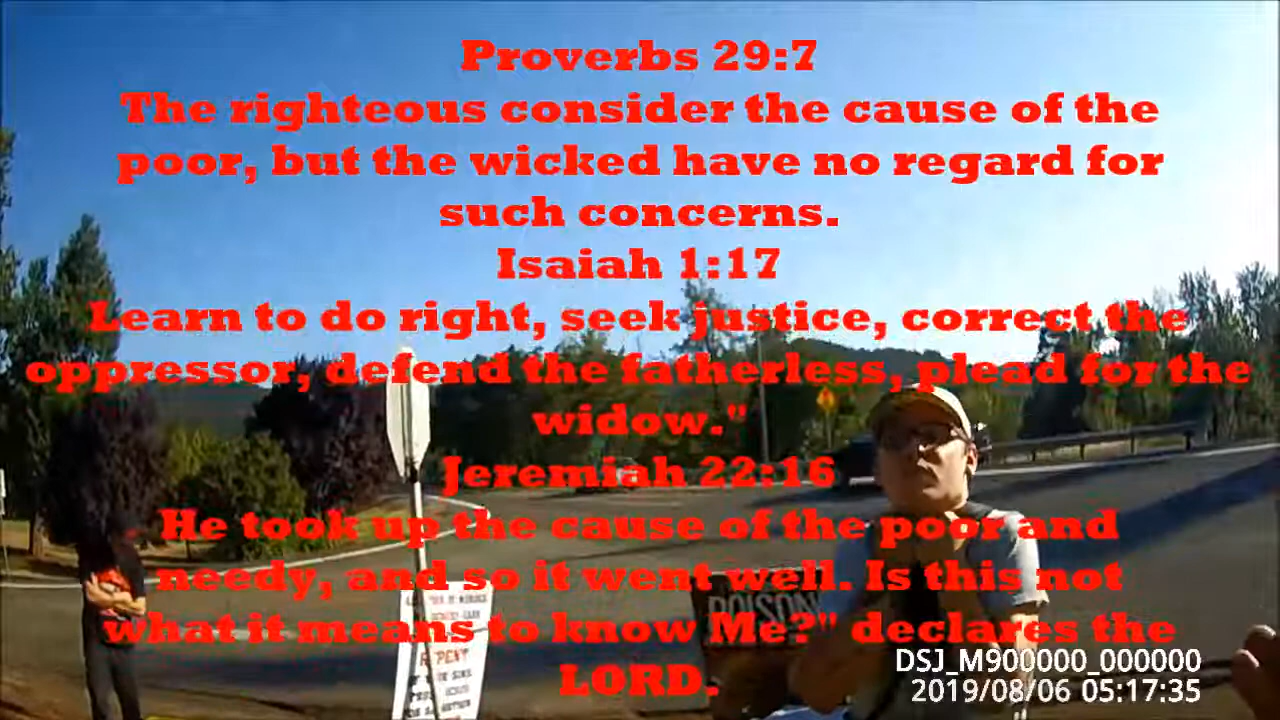 Proverbs 29:7
The righteous consider the cause of the
poor, but the wicked have no regard for
such concerns.
Isaiah 1:17
Learn to do right, seek justice, correct the
oppressor, defend the fatherless, plead for the
widow."
Jeremiah 22:16
He took up the cause of the poor and
needy, and so it went well. Is this not
what it means to know Me?" declares the
LORD.
POISON
REPENT
DSJ_M900000_000000
2019/08/06 05:17:35